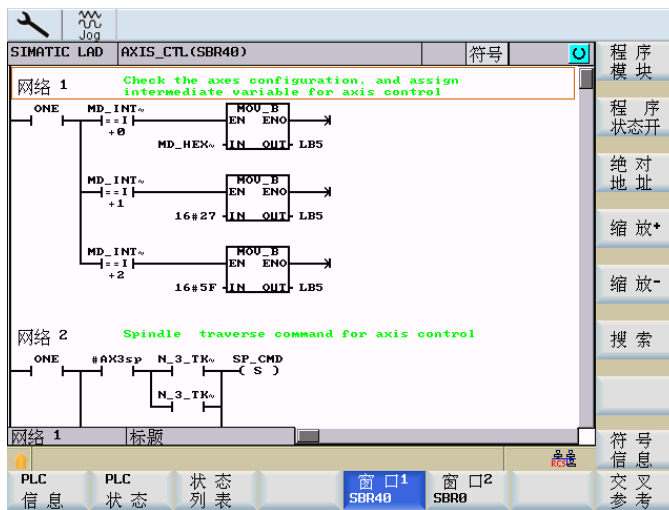 Jog
SIMATIC LAD AXIS_CTL(SBR40) 符号
网络 1 Check the axes configuration, and assign
intermediate variable for axis control
ONE MD_INT~ MOV_B
==I EN ENO
+0
MD_HEX~ IN OUT LB5
MD_INT~ MOV_B
==I EN ENO
+1
16#27 IN OUT LB5
MD_INT~ MOV_B
==I EN ENO
+2
16#5F IN OUT LB5
网络 2 Spindle traverse command for axis control
ONE #AX3sp N_3_TK~ SP_CMD
( S )
N_3_TK~
网络 1 标题
RCS
PLC 信息
PLC 状态
状态 列表
窗口1 SBR40
窗口2 SBR0
程序 模块
程序 状态开
绝对 地址
缩放+
缩放-
搜索
符号 信息
交叉 参考